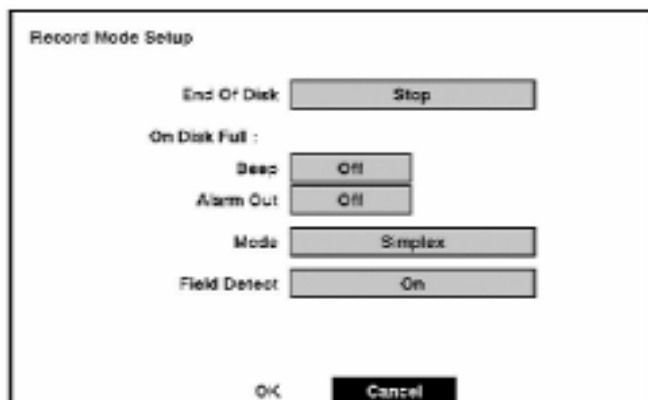 Record Mode Setup
End Of Disk Stop
On Disk Full :
Beep Off
Alarm Out Off
Mode Simplex
Field Detect On
OK Cancel